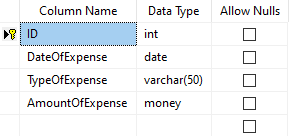 Column Name Data Type Allow Nulls
ID int
DateOfExpense date
TypeOfExpense varchar(50)
AmountOfExpense money